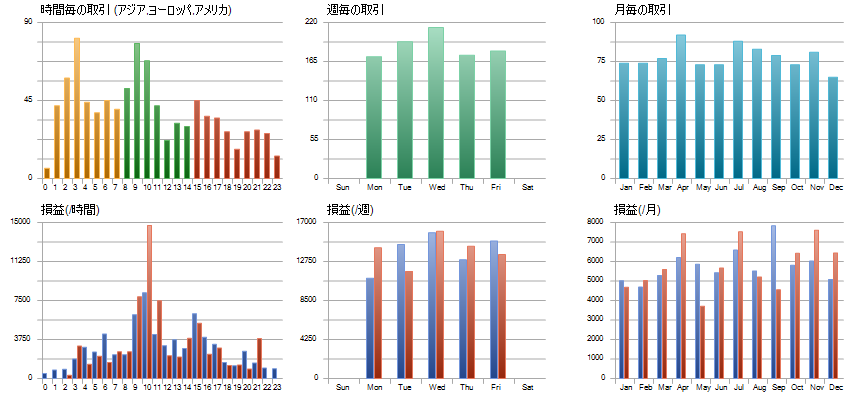 時間毎の取引 (アジア,ヨーロッパ,アメリカ)
90
45
0
0 1 2 3 4 5 6 7 8 9 10 11 12 13 14 15 16 17 18 19 20 21 22 23
週毎の取引
220
165
110
55
0
Sun Mon Tue Wed Thu Fri Sat
月毎の取引
100
75
50
25
0
Jan Feb Mar Apr May Jun Jul Aug Sep Oct Nov Dec
損益(/時間)
15000
11250
7500
3750
0
0 1 2 3 4 5 6 7 8 9 10 11 12 13 14 15 16 17 18 19 20 21 22 23
損益(/週)
17000
12750
8500
4250
0
Sun Mon Tue Wed Thu Fri Sat
損益(/月)
8000
7000
6000
5000
4000
3000
2000
1000
0
Jan Feb Mar Apr May Jun Jul Aug Sep Oct Nov Dec